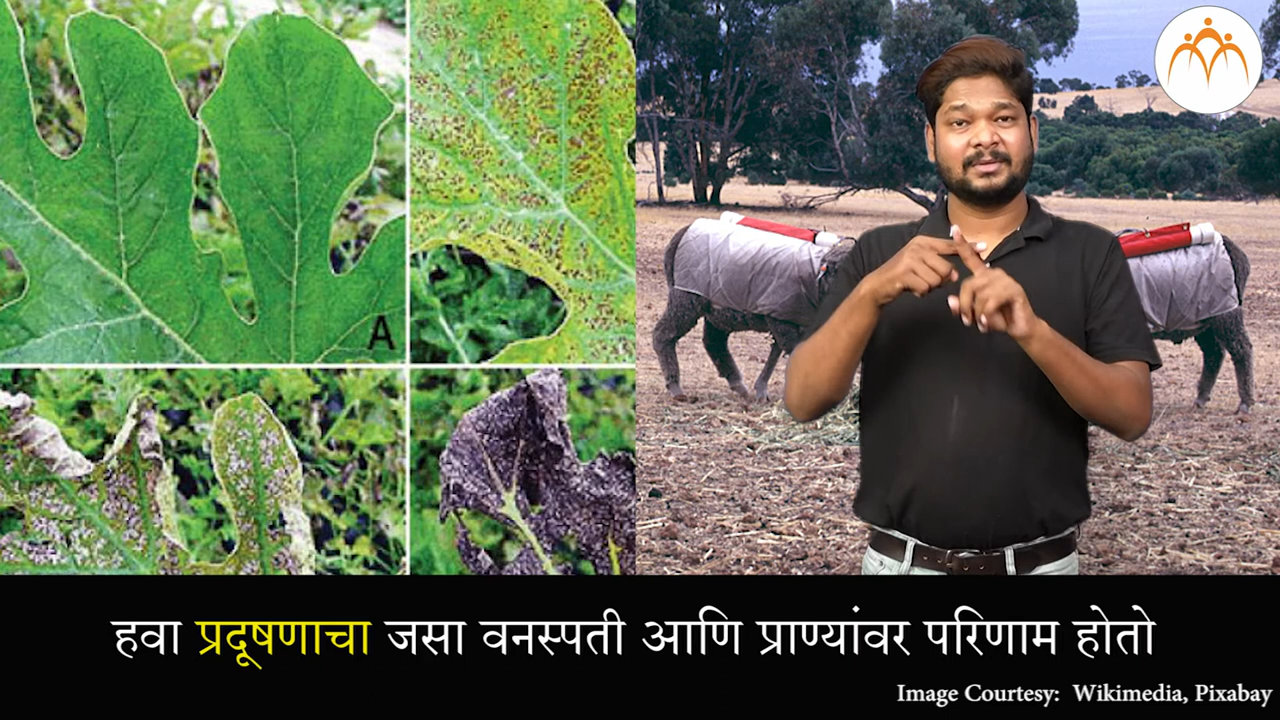 A
हवा प्रदूषणाचा जसा वनस्पती आणि प्राण्यांवर परिणाम होतो
Image Courtesy: Wikimedia, Pixabay